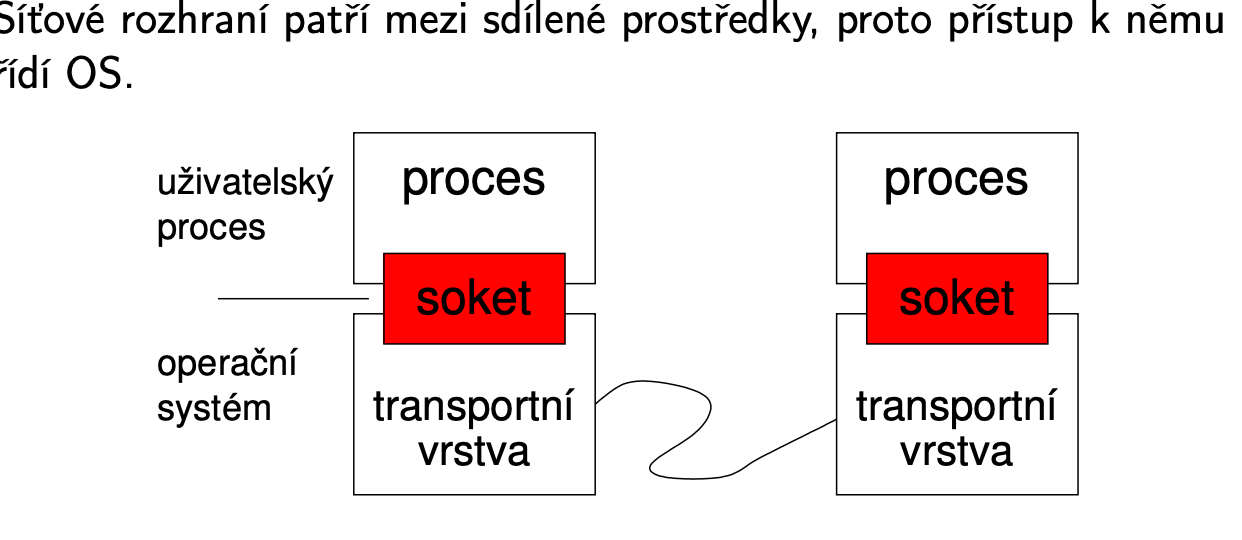 Síťové rozhraní patří mezi sdílené prostředky, proto přístup k němu
řídí OS.
uživatelský
proces
proces
proces
soket
soket
operační
systém
transportní
vrstva
transportní
vrstva